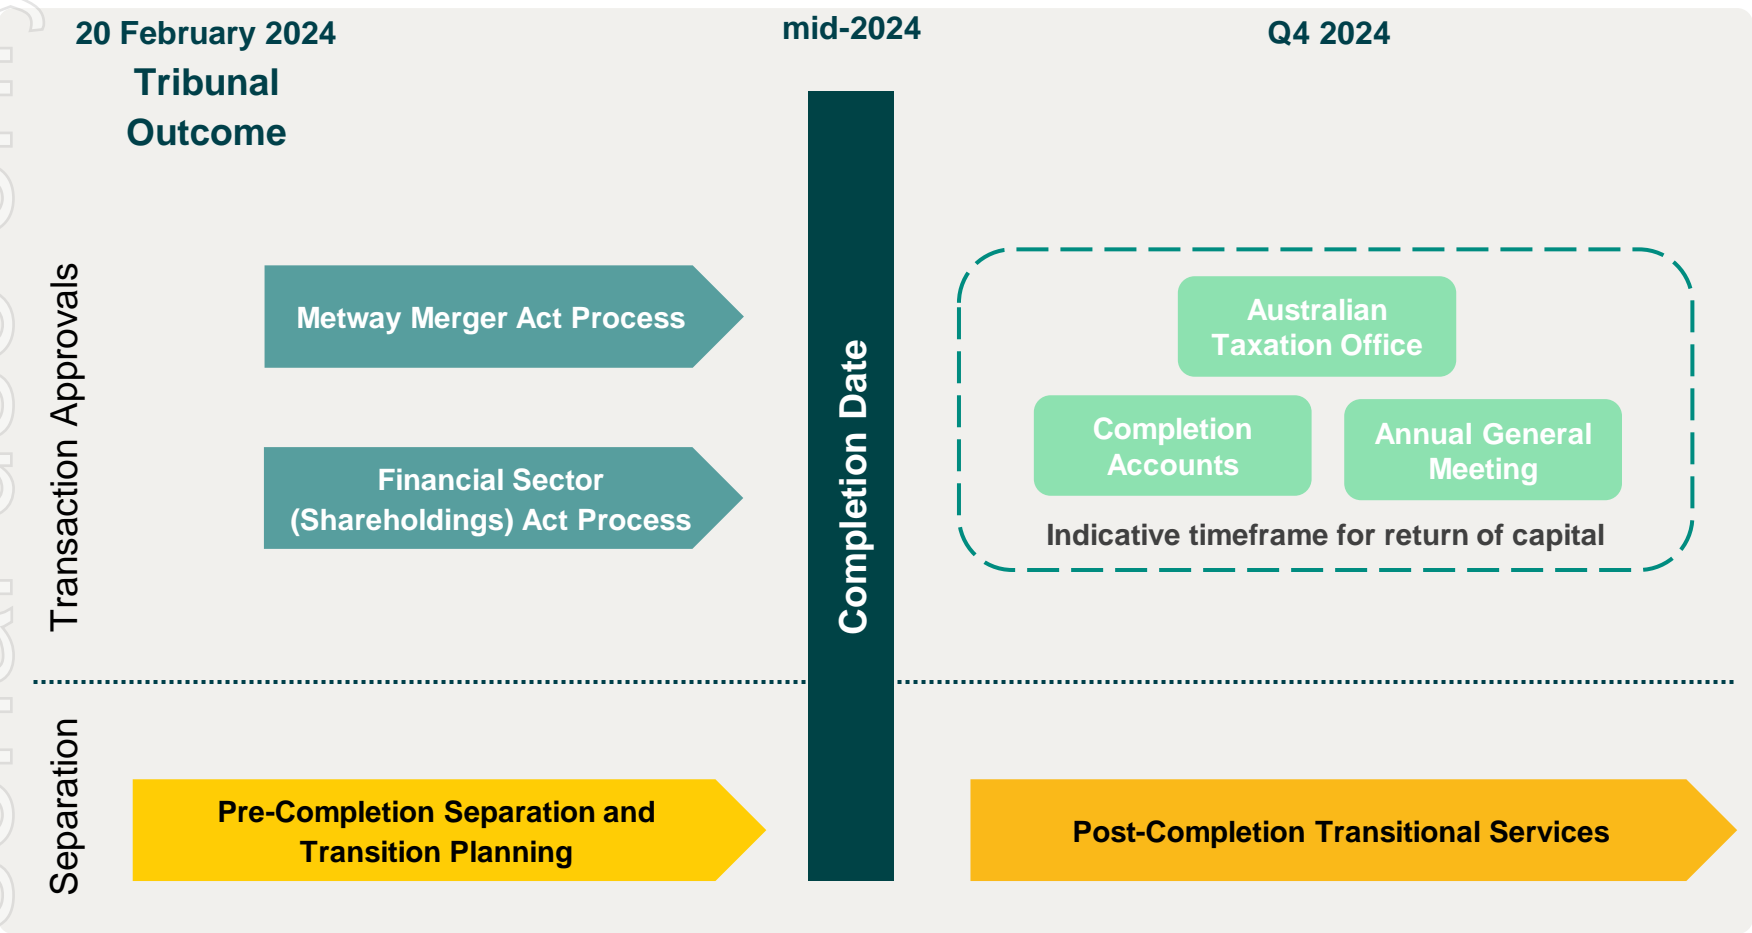 20 February 2024
Tribunal
Outcome
mid-2024
Q4 2024
Transaction Approvals
Metway Merger Act Process
Financial Sector
(Shareholdings) Act Process
Completion Date
Australian
Taxation Office
Completion
Accounts
Annual General
Meeting
Indicative timeframe for return of capital
Separation
Pre-Completion Separation and
Transition Planning
Post-Completion Transitional Services